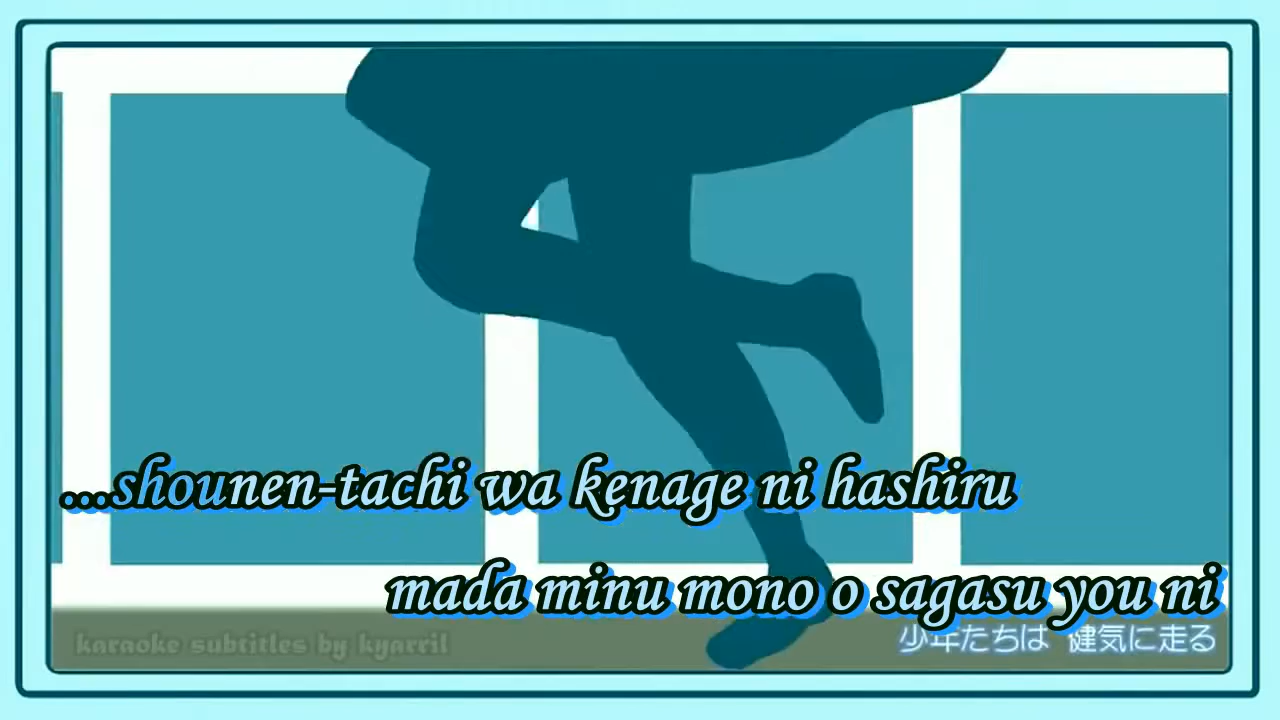 ...shounen-tachi wa kenage ni hashiru
mada minu mono o sagasu you ni
karaoke subtitles by kyarril
少年たちは 健気に走る